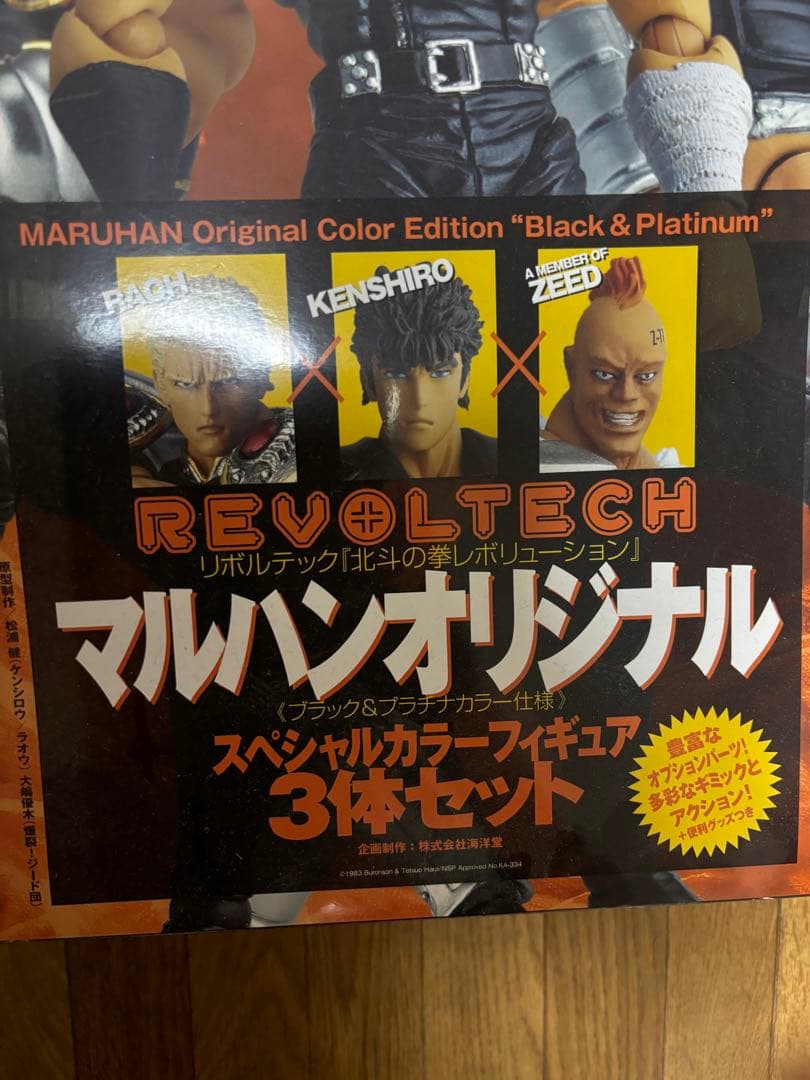 MARUHAN Original Color Edition “Black & Platinum”
RAOH
KENSHIRO
A MEMBER OF
ZEED
Z-
REVOLTECH
リボルテック『北斗の拳レボリューション』
マルハンオリジナル
《ブラック&プラチナカラー仕様》
スペシャルカラーフィギュア
3体セット
企画制作:株式会社海洋堂
©1983 Buronson & Tetsuo Hara/NSP Approved No.KA-334
豊富な
オプションパーツ!
多彩なギミックと
アクション!
+便利グッズつき
原型制作/松浦 健(ケンシロウ/ラオウ)大嶋優木(爆裂!ジード団)